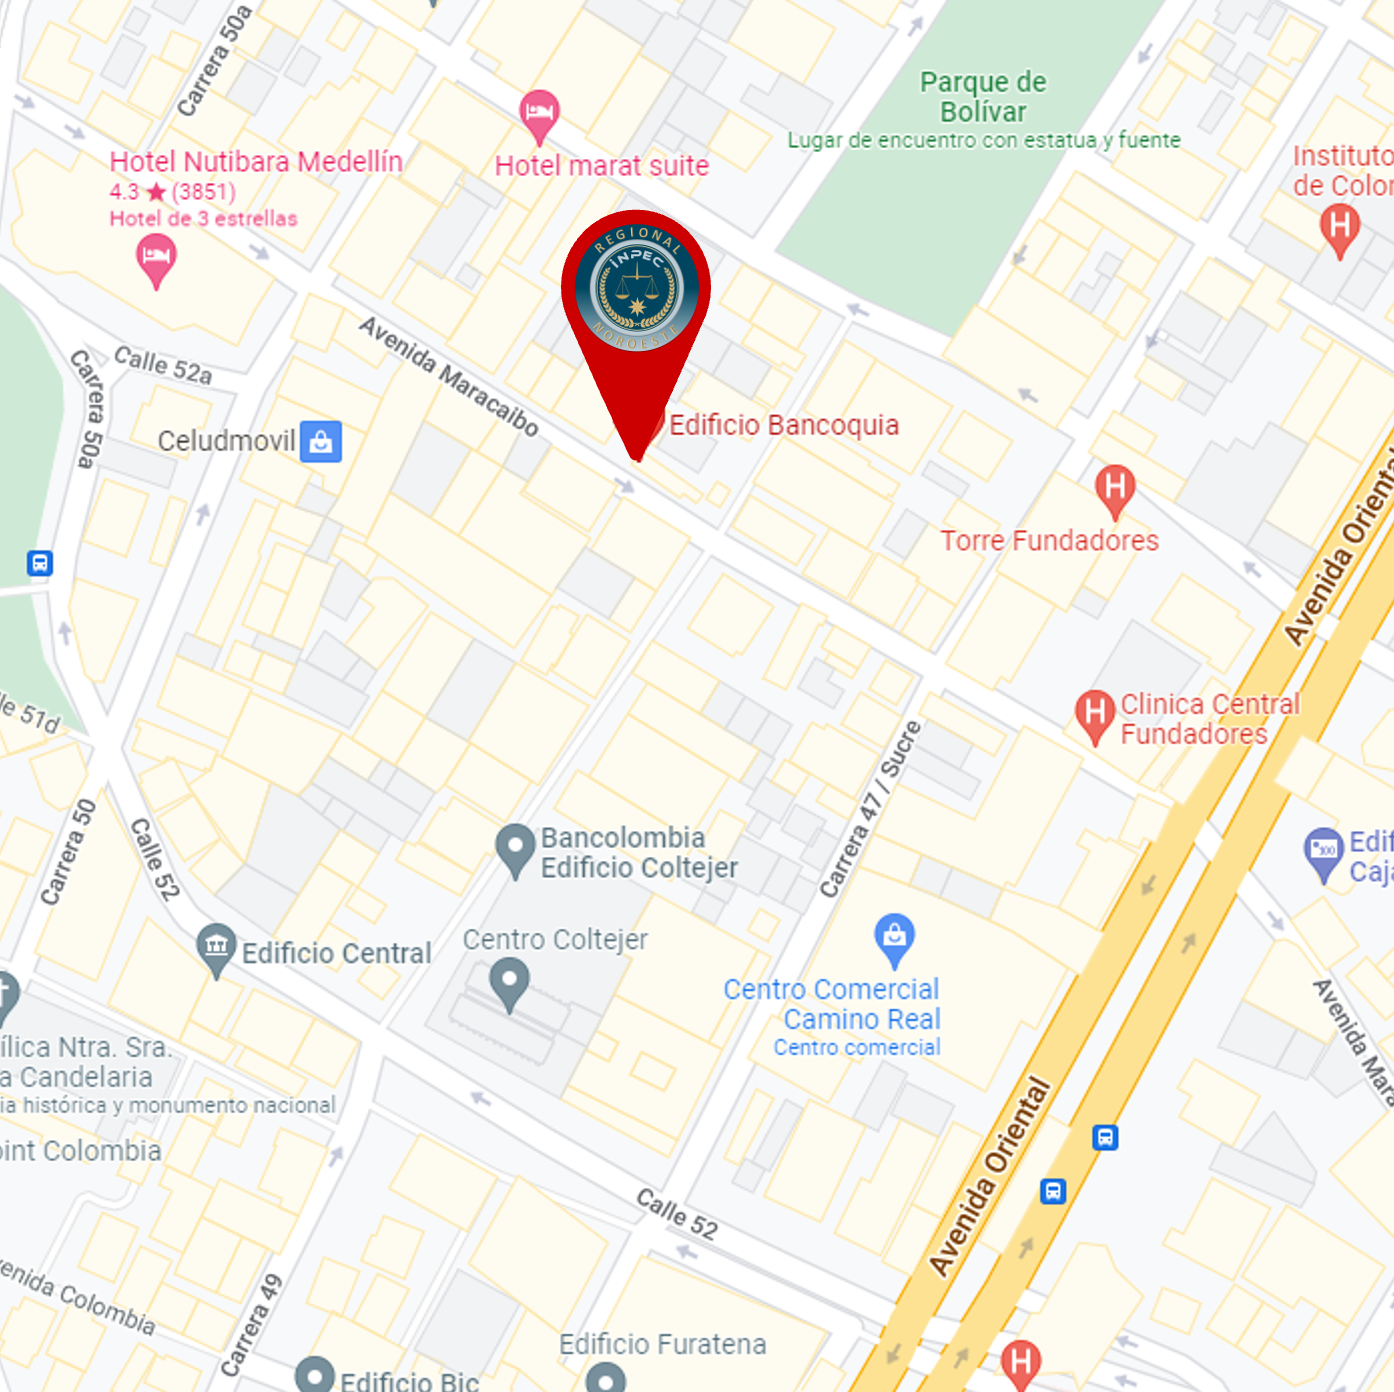 Carrera 50a
Parque de
Bolívar
Lugar de encuentro con estatua y fuente
Hotel Nutibara Medellín
4.3 ★ (3851)
Hotel de 3 estrellas
Hotel marat suite
Instituto
de Color
H
REGIONAL
INPEC
NOROESTE
Avenida Maracaibo
Calle 52a
Carrera 50a
Celudmovil
Edificio Bancoquia
H
Torre Fundadores
Avenida Oriental
le 51d
H
Clinica Central
Fundadores
Carrera 47 / Sucre
Carrera 50
Calle 52
Bancolombia
Edificio Coltejer
100
Edif
Caja
Edificio Central
Centro Coltejer
Centro Comercial
Camino Real
Centro comercial
Avenida Mara
ílica Ntra. Sra.
a Candelaria
ia histórica y monumento nacional
oint Colombia
Avenida Oriental
Calle 52
venida Colombia
Carrera 49
Edificio Furatena
Edificio Bic
H